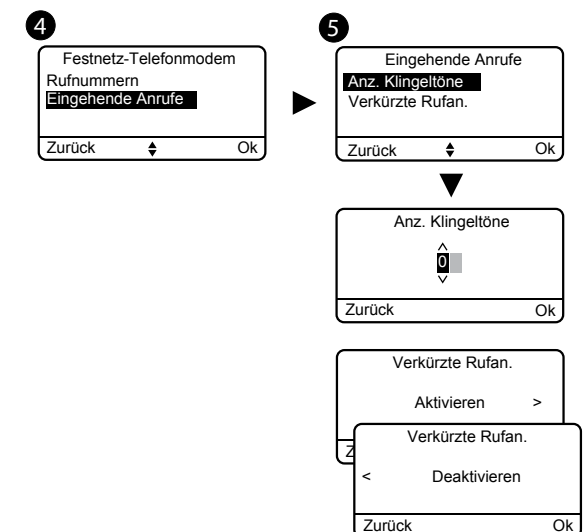 4
Festnetz-Telefonmodem
Rufnummern
Eingehende Anrufe
Zurück Ok
5
Eingehende Anrufe
Anz. Klingeltöne
Verkürzte Rufan.
Zurück Ok
Anz. Klingeltöne
0
Zurück Ok
Verkürzte Rufan.
Aktivieren >
Z
Verkürzte Rufan.
< Deaktivieren
Zurück Ok